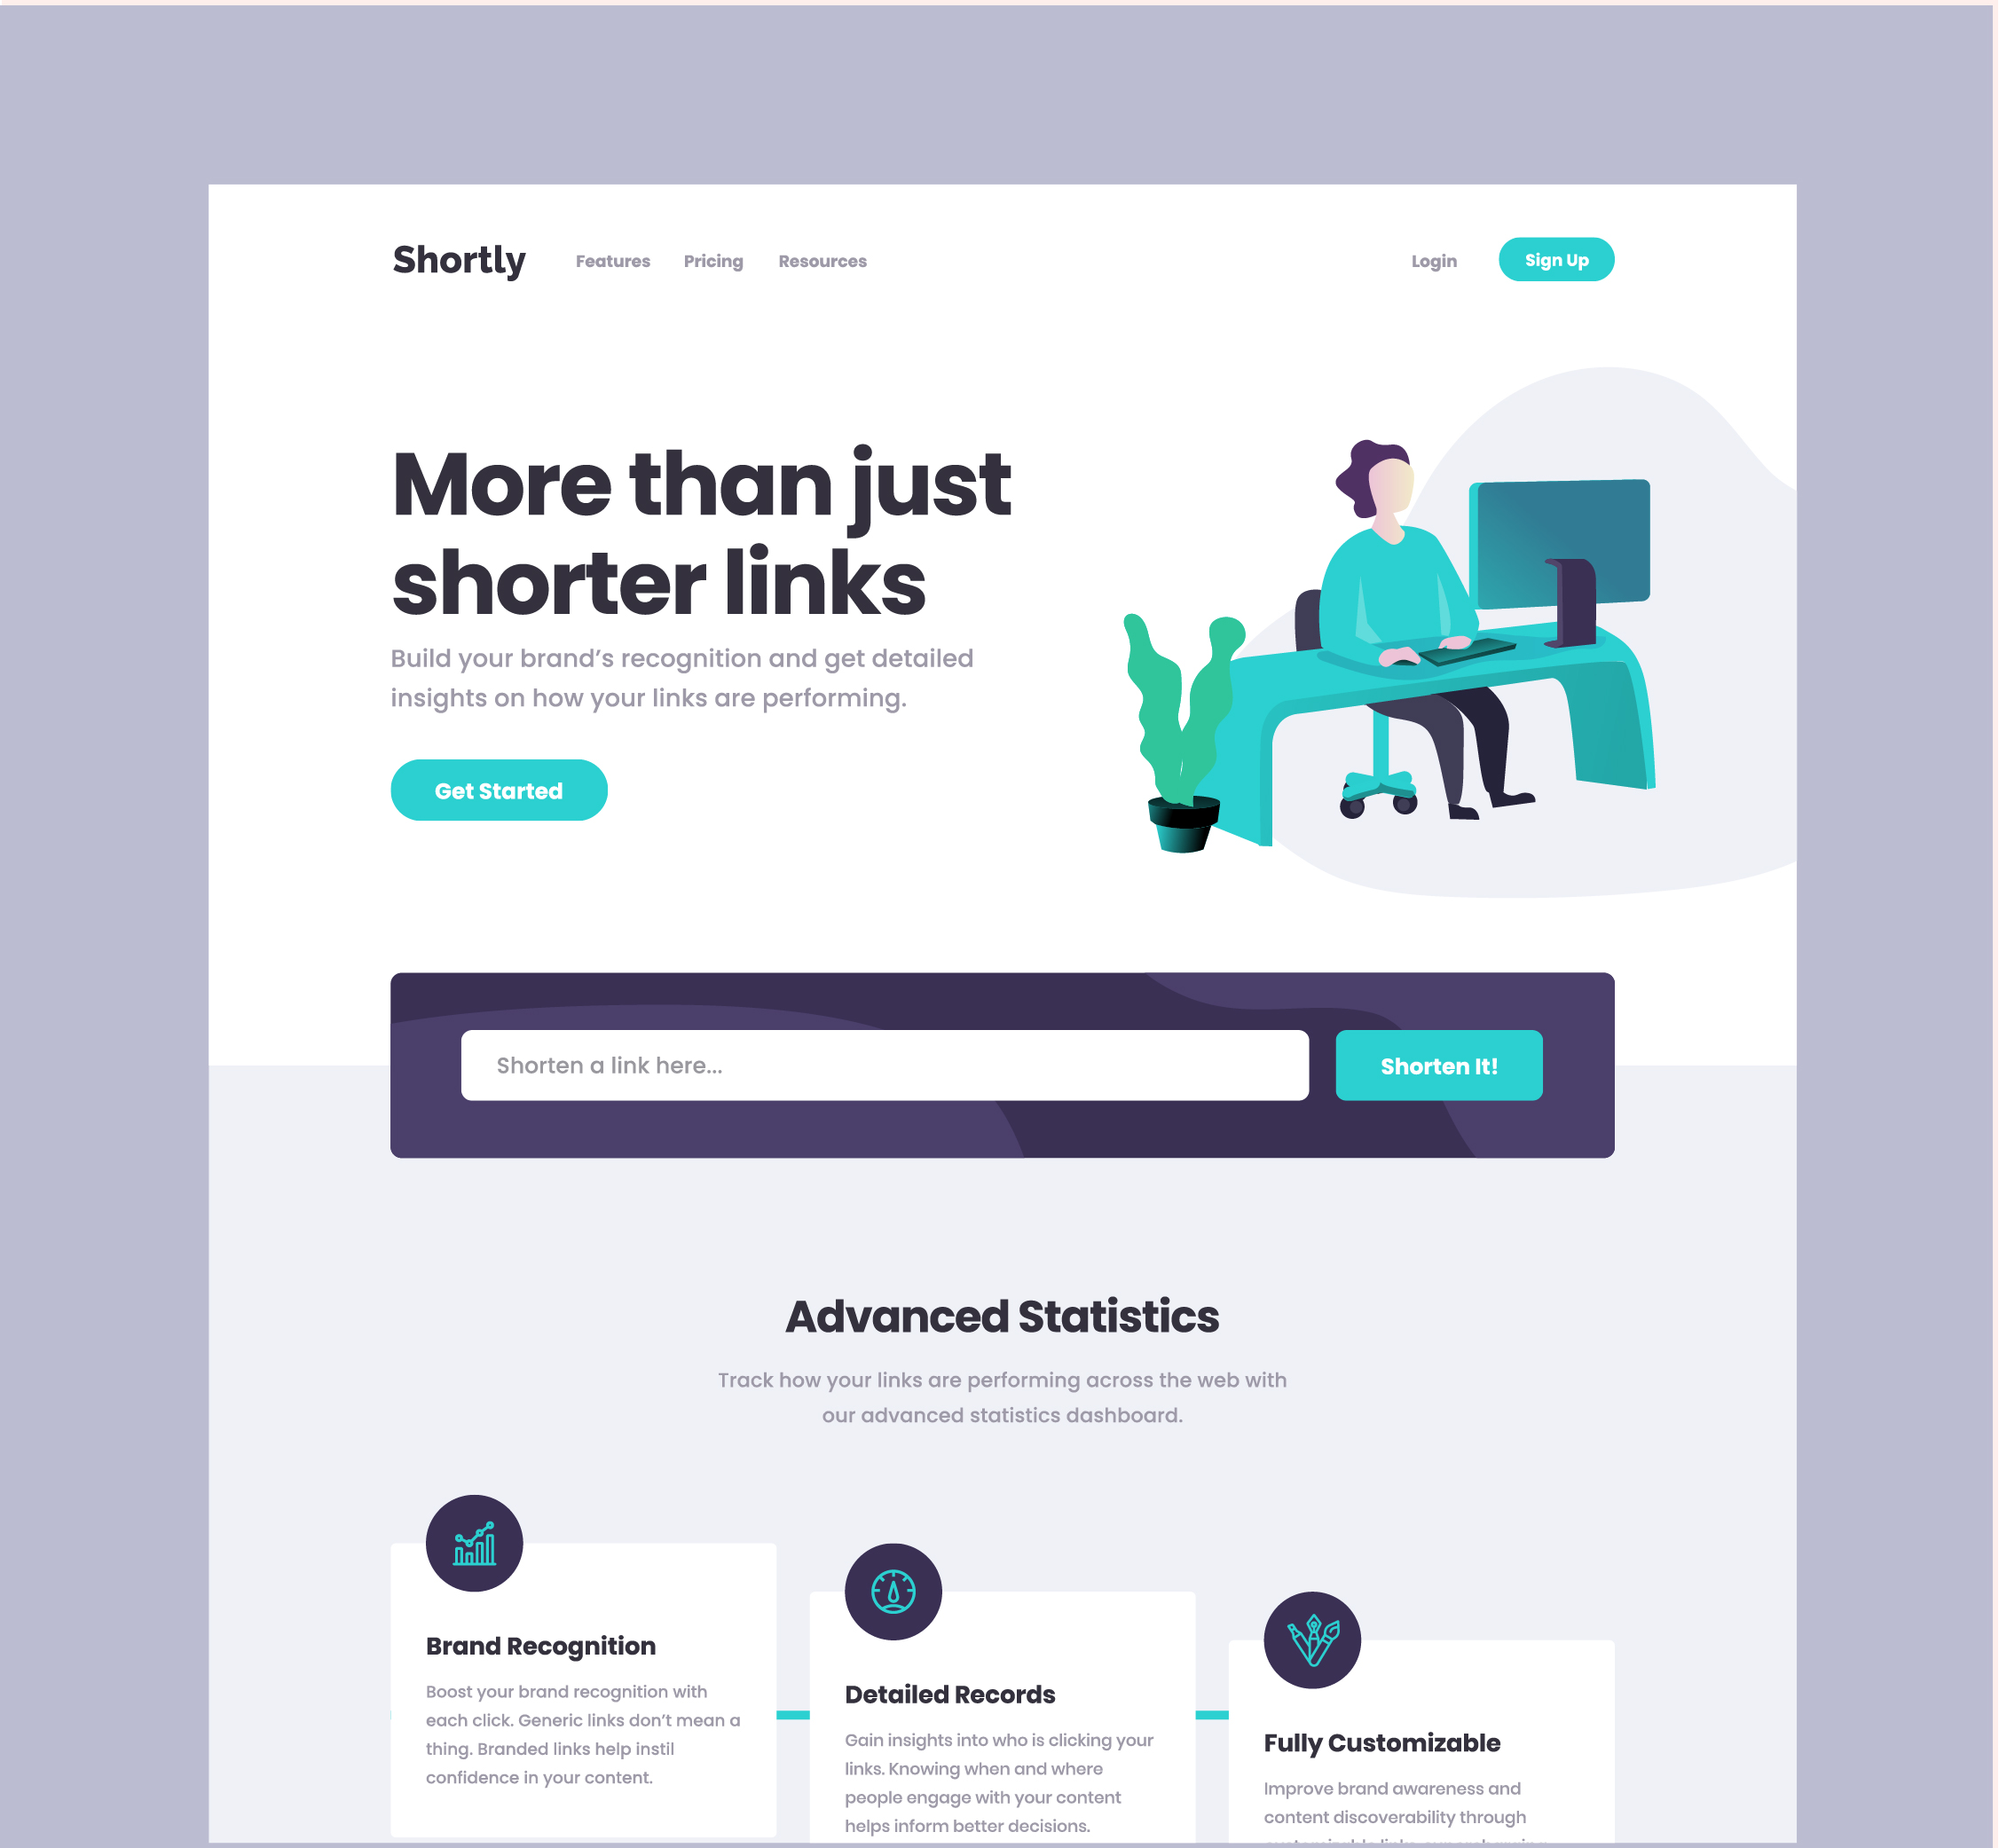 Shortly
Features
Pricing
Resources
Login
Sign Up
More than just
shorter links
Build your brand’s recognition and get detailed
insights on how your links are performing.
Get Started
Shorten a link here...
Shorten It!
Advanced Statistics
Track how your links are performing across the web with
our advanced statistics dashboard.
Brand Recognition
Boost your brand recognition with
each click. Generic links don’t mean a
thing. Branded links help instil
confidence in your content.
Detailed Records
Gain insights into who is clicking your
links. Knowing when and where
people engage with your content
helps inform better decisions.
Fully Customizable
Improve brand awareness and
content discoverability through